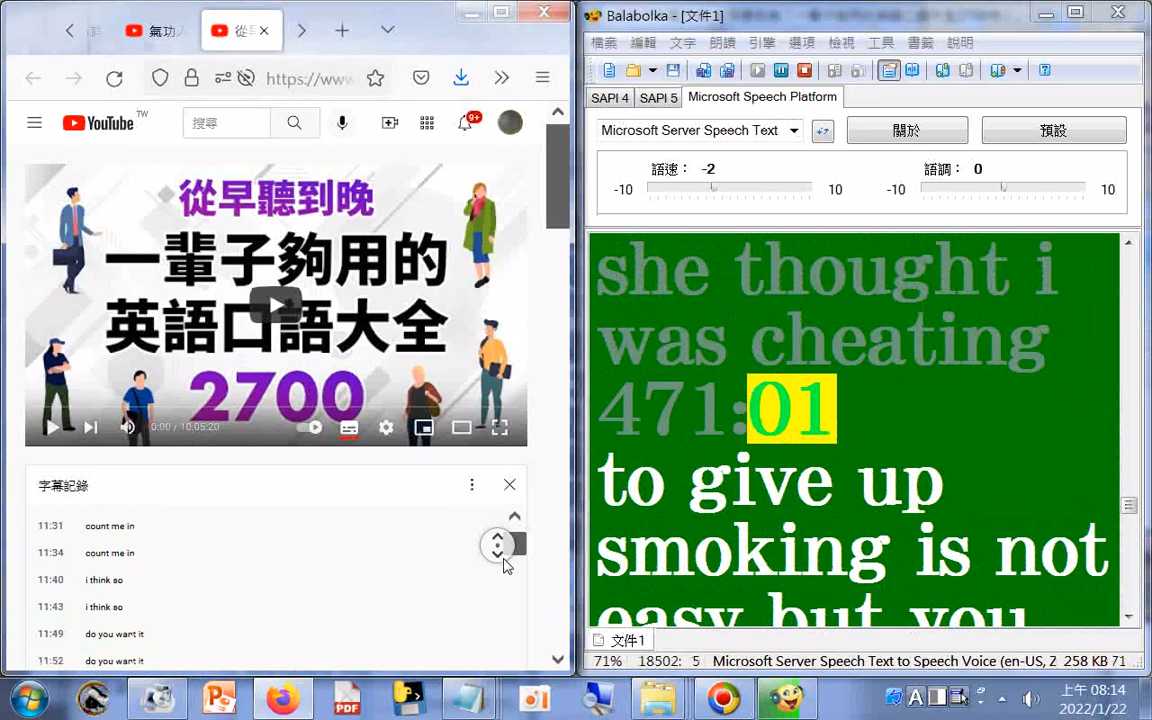 氣功
從
https://www
YouTube TW
搜尋
9+
從早聽到晚
一輩子夠用的
英語口語大全
2700
0:00 / 10:05:20
字幕記錄
11:31 count me in
11:34 count me in
11:40 i think so
11:43 i think so
11:49 do you want it
11:52 do you want it
Balabolka - [文件1]
檔案 編輯 文字 朗讀 引擎 選項 檢視 工具 書籤 說明
SAPI 4 SAPI 5 Microsoft Speech Platform
Microsoft Server Speech Text 關於 預設
語速： -2 語調： 0
-10 10 -10 10
she thought i
was cheating
471:01
to give up
smoking is not
easy but you
文件1
71% 18502: 5 Microsoft Server Speech Text to Speech Voice (en-US, Z 258 KB 71
PDF
A
上午 08:14
2022/1/22